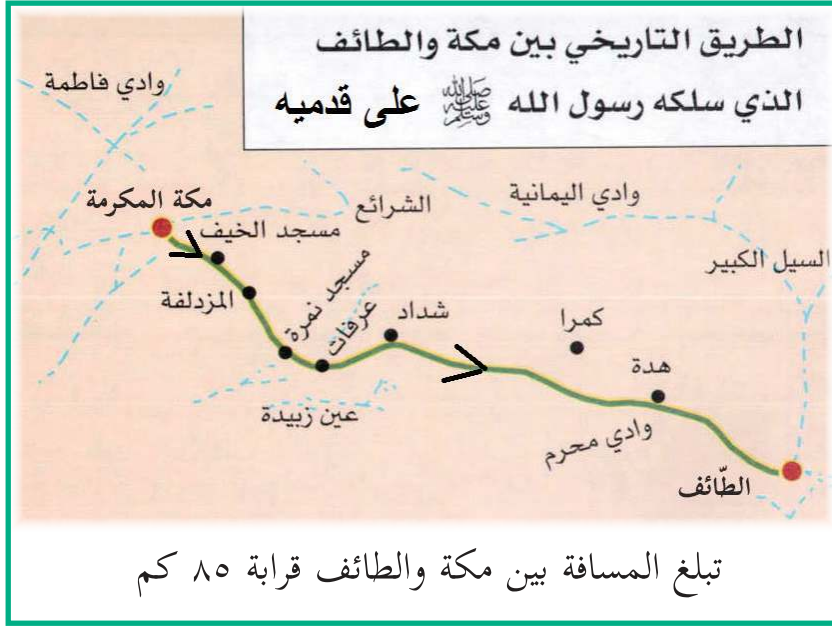 الطريق التاريخي بين مكة والطائف
الذي سلكه رسول الله ﷺ على قدميه
وادي فاطمة
مكة المكرمة
الشرائع
وادي اليمانية
مسجد الخيف
السيل الكبير
المزدلفة
مسجد نمرة
عرفات
شداد
كمرا
هدة
عين زبيدة
وادي محرم
الطّائف
تبلغ المسافة بين مكة والطائف قرابة ٨٥ كم